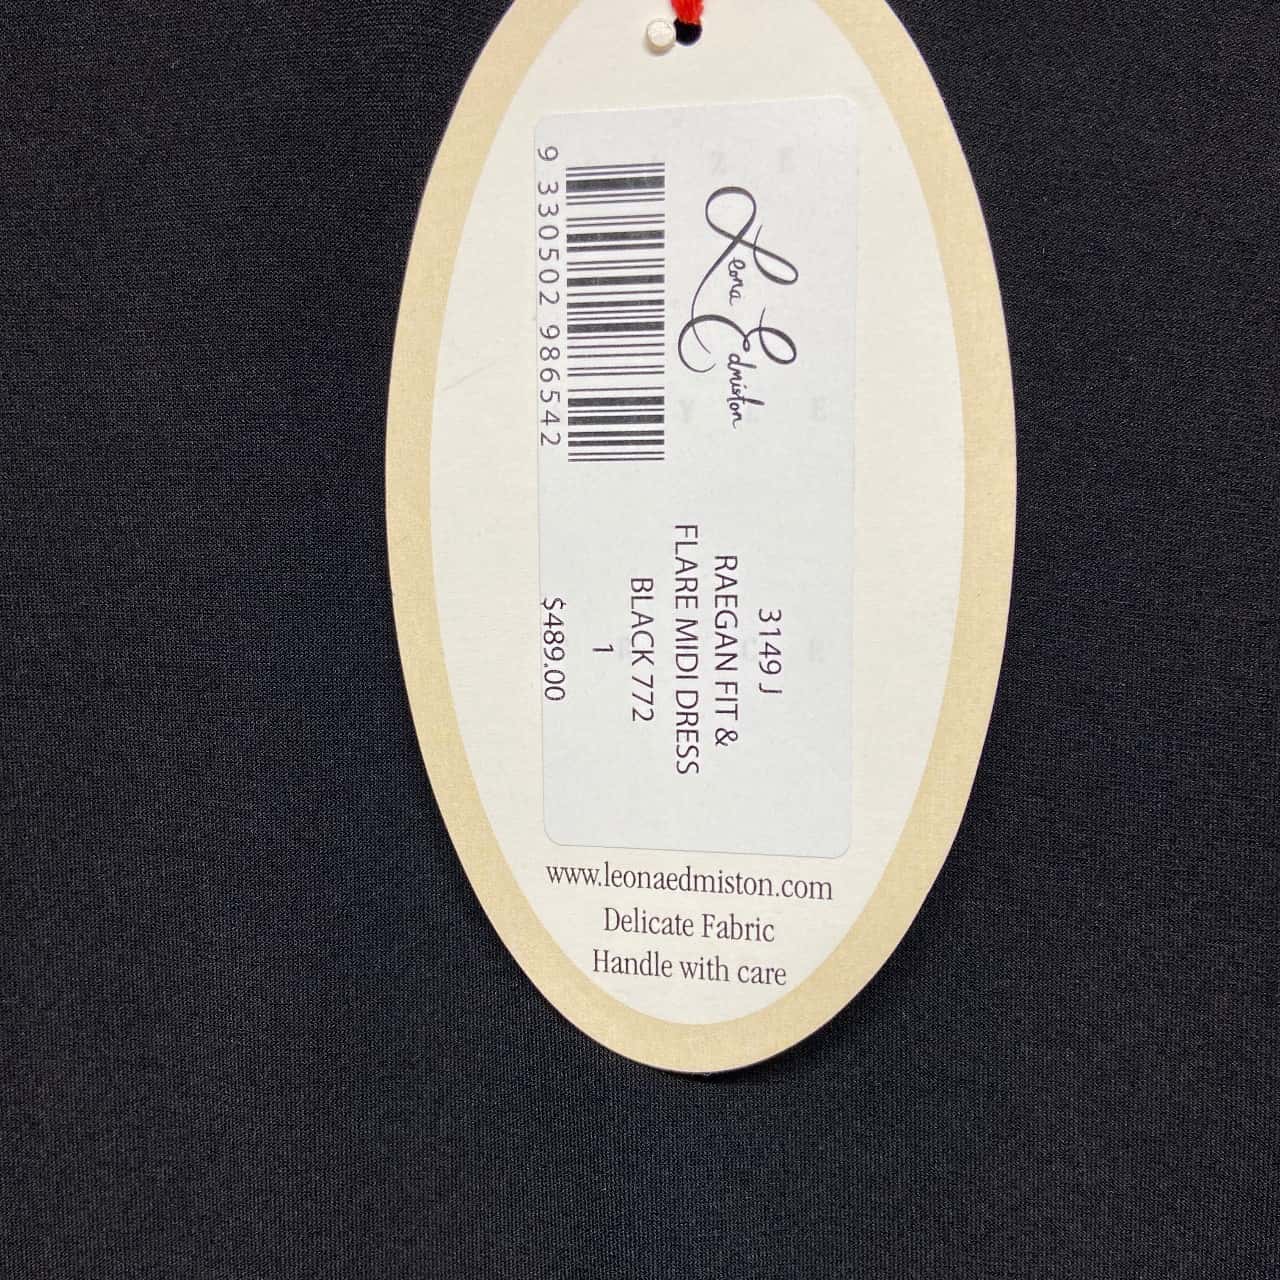 Leona Edmiston
9 330502 986542
3149 J
RAEGAN FIT &
FLARE MIDI DRESS
BLACK 772
1
$489.00
www.leonaedmiston.com
Delicate Fabric
Handle with care